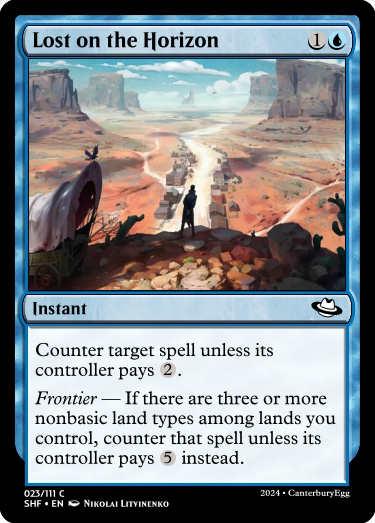 Lost on the Horizon 1
Instant
Counter target spell unless its
controller pays 2.
Frontier — If there are three or more
nonbasic land types among lands you
control, counter that spell unless its
controller pays 5 instead.
023/111 C
SHF • EN Nikolai Litvinenko
2024 • CanterburyEgg